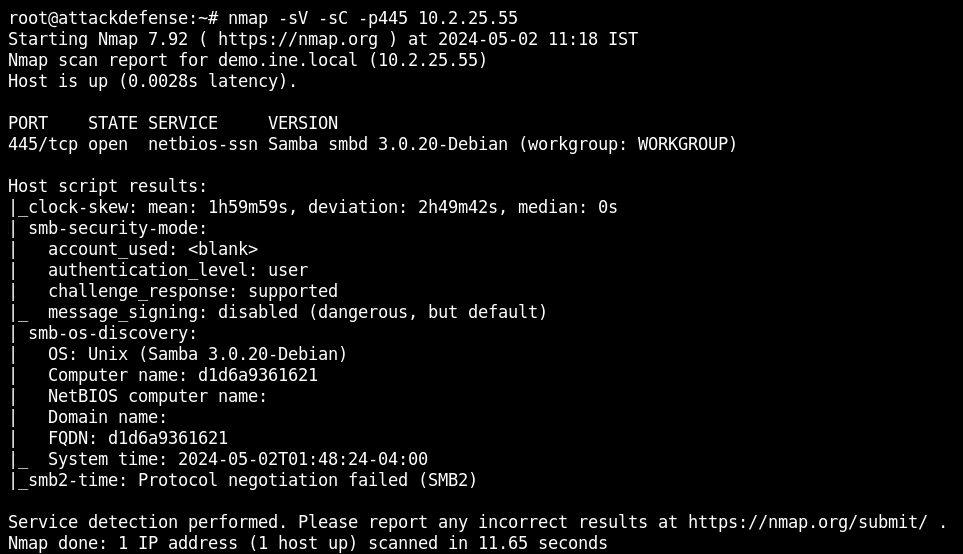 root@attackdefense:~# nmap -sV -sC -p445 10.2.25.55
Starting Nmap 7.92 ( https://nmap.org ) at 2024-05-02 11:18 IST
Nmap scan report for demo.ine.local (10.2.25.55)
Host is up (0.0028s latency).

PORT    STATE SERVICE     VERSION
445/tcp open  netbios-ssn Samba smbd 3.0.20-Debian (workgroup: WORKGROUP)

Host script results:
|_clock-skew: mean: 1h59m59s, deviation: 2h49m42s, median: 0s
| smb-security-mode:
|   account_used: <blank>
|   authentication_level: user
|   challenge_response: supported
|_  message_signing: disabled (dangerous, but default)
| smb-os-discovery:
|   OS: Unix (Samba 3.0.20-Debian)
|   Computer name: d1d6a9361621
|   NetBIOS computer name:
|   Domain name:
|   FQDN: d1d6a9361621
|_  System time: 2024-05-02T01:48:24-04:00
|_smb2-time: Protocol negotiation failed (SMB2)

Service detection performed. Please report any incorrect results at https://nmap.org/submit/ .
Nmap done: 1 IP address (1 host up) scanned in 11.65 seconds